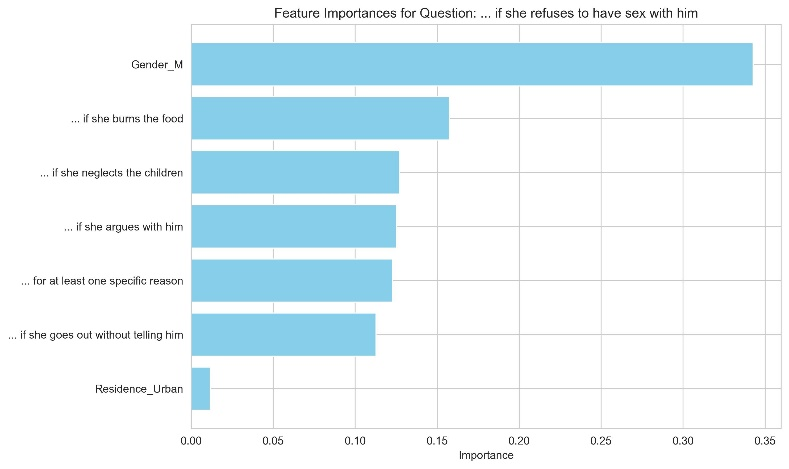 Feature Importances for Question: ... if she refuses to have sex with him
Gender_M
... if she burns the food
... if she neglects the children
... if she argues with him
... for at least one specific reason
... if she goes out without telling him
Residence_Urban
0.00 0.05 0.10 0.15 0.20 0.25 0.30 0.35
Importance